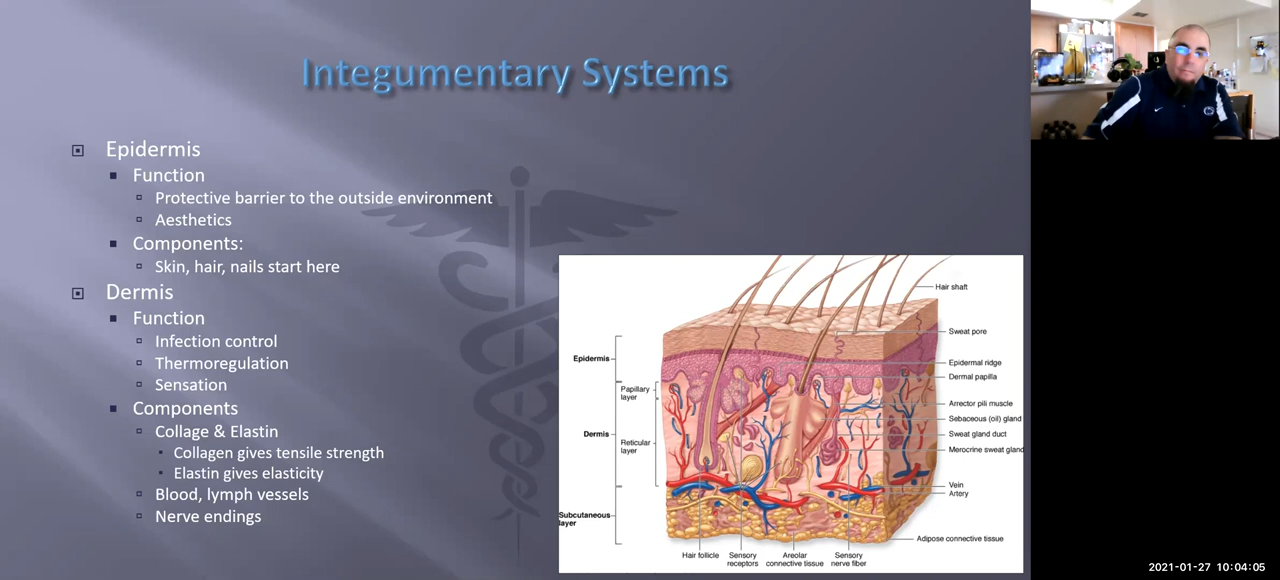 Integumentary Systems
Epidermis
Function
Protective barrier to the outside environment
Aesthetics
Components:
Skin, hair, nails start here
Dermis
Function
Infection control
Thermoregulation
Sensation
Components
Collage & Elastin
Collagen gives tensile strength
Elastin gives elasticity
Blood, lymph vessels
Nerve endings
Epidermis
Papillary
layer
Dermis
Reticular
layer
Subcutaneous
layer
Hair shaft
Sweat pore
Epidermal ridge
Dermal papilla
Arrector pili muscle
Sebaceous (oil) gland
Sweat gland duct
Merocrine sweat gland
Vein
Artery
Adipose connective tissue
Hair follicle
Sensory
receptors
Areolar
connective tissue
Sensory
nerve fiber
2021-01-27 10:04:05